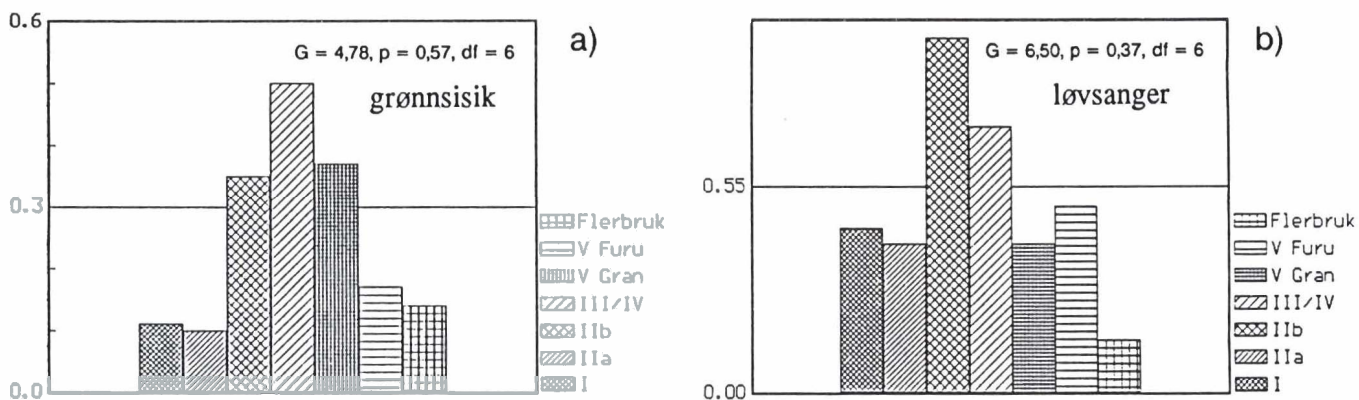 0.6
G = 4,78, p = 0,57, df = 6
a)
grønnsisik
0.3
0.0
Flerbruk
V Furu
V Gran
III/IV
IIb
IIa
I
G = 6,50, p = 0,37, df = 6
b)
løvsanger
0.55
0.00
Flerbruk
V Furu
V Gran
III/IV
IIb
IIa
I